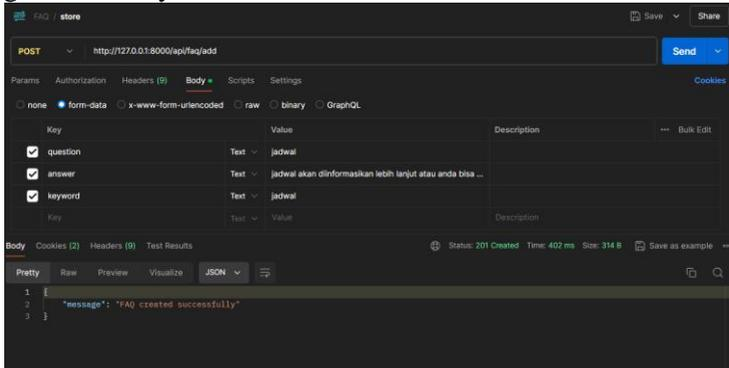 FAQ / store
Save
Share
POST
http://127.0.0.1:8000/api/faq/add
Send
Params Authorization Headers (9) Body Scripts Settings
Cookies
none form-data x-www-form-urlencoded raw binary GraphQL
Key Value Description ... Bulk Edit
question Text jadwal
answer Text jadwal akan diinformasikan lebih lanjut atau anda bisa ...
keyword Text jadwal
Key Text Value Description
Body Cookies (2) Headers (9) Test Results
Status: 201 Created Time: 402 ms Size: 314 B Save as example
Pretty Raw Preview Visualize JSON
1 {
2 "message": "FAQ created successfully"
3 }